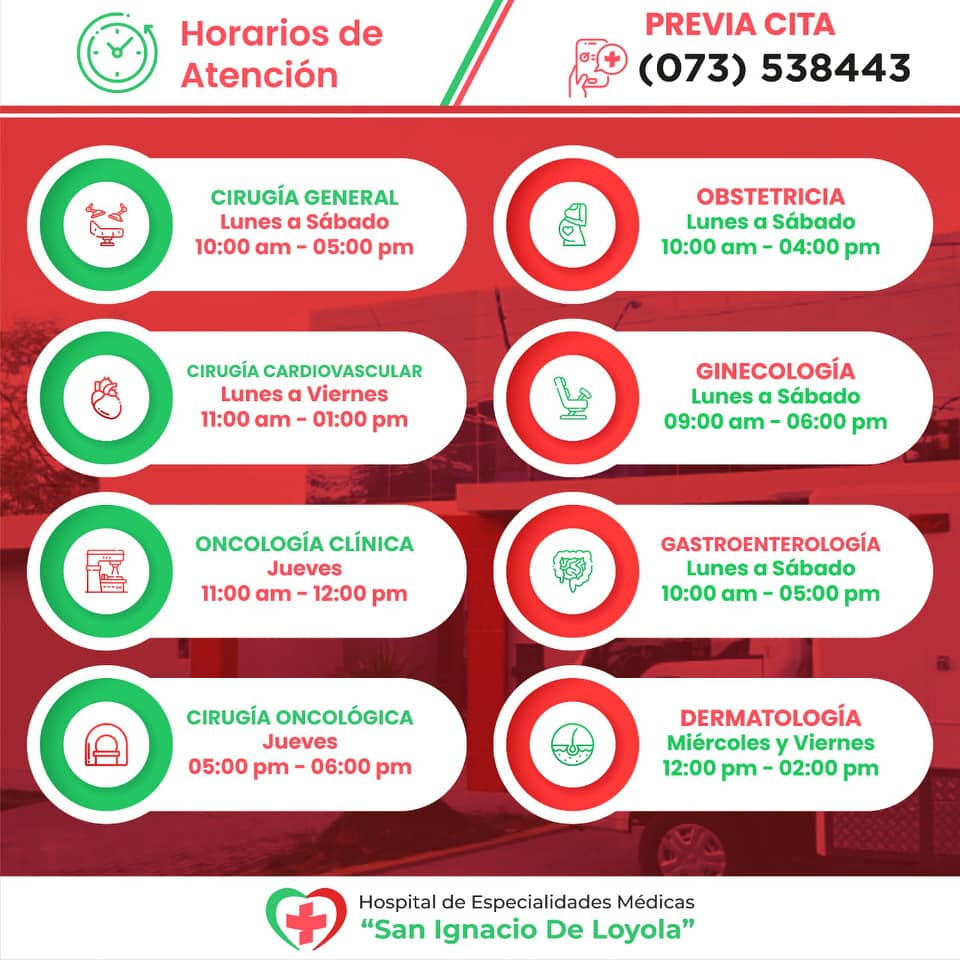 Horarios de
Atención
PREVIA CITA
(073) 538443
CIRUGÍA GENERAL
Lunes a Sábado
10:00 am - 05:00 pm
OBSTETRICIA
Lunes a Sábado
10:00 am - 04:00 pm
CIRUGÍA CARDIOVASCULAR
Lunes a Viernes
11:00 am - 01:00 pm
GINECOLOGÍA
Lunes a Sábado
09:00 am - 06:00 pm
ONCOLOGÍA CLÍNICA
Jueves
11:00 am - 12:00 pm
GASTROENTEROLOGÍA
Lunes a Sábado
10:00 am - 05:00 pm
CIRUGÍA ONCOLÓGICA
Jueves
05:00 pm - 06:00 pm
DERMATOLOGÍA
Miércoles y Viernes
12:00 pm - 02:00 pm
Hospital de Especialidades Médicas
“San Ignacio De Loyola”